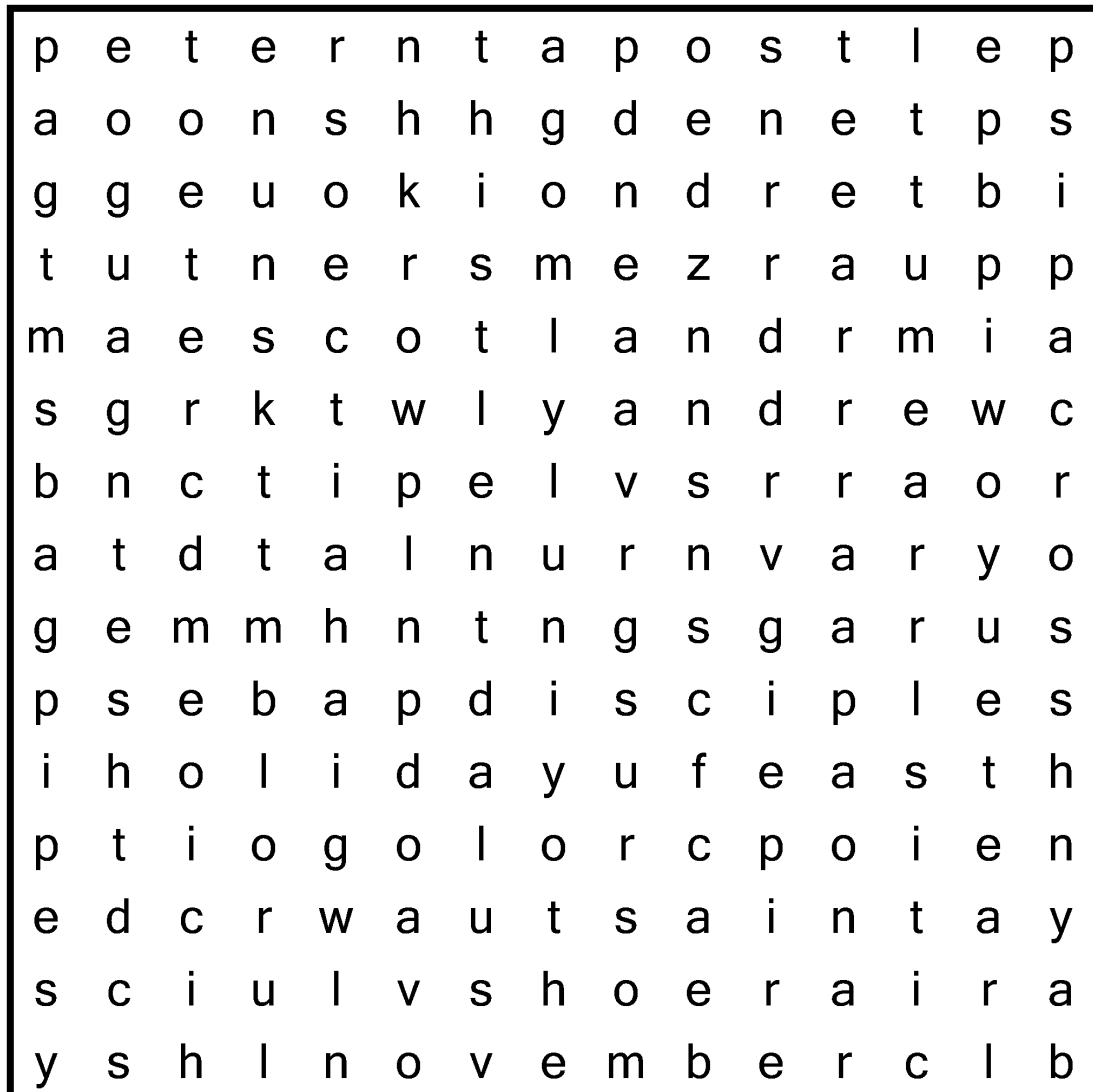 p e t e r n t a p o s t l e p
a o o n s h h g d e n e t p s
g g e u o k i o n d r e t b i
t u t n e r s m e z r a u p p
m a e s c o t l a n d r m i a
s g r k t w l y a n d r e w c
b n c t i p e l v s r r a o r
a t d t a l n u r n v a r y o
g e m m h n t n g s g a r u s
p s e b a p d i s c i p l e s
i h o l i d a y u f e a s t h
p t i o g o l o r c p o i e n
e d c r w a u t s a i n t a y
s c i u l v s h o e r a i r a
y s h l n o v e m b e r c l b